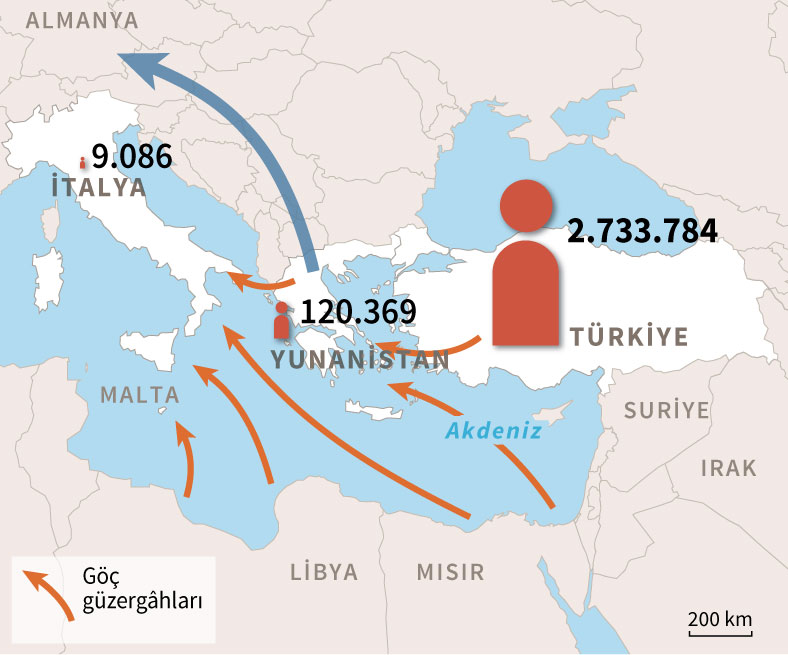 ALMANYA
9.086
İTALYA
2.733.784
120.369
TÜRKİYE
YUNANİSTAN
MALTA
SURİYE
Akdeniz
IRAK
LİBYA
MISIR
Göç
güzergâhları
200 km